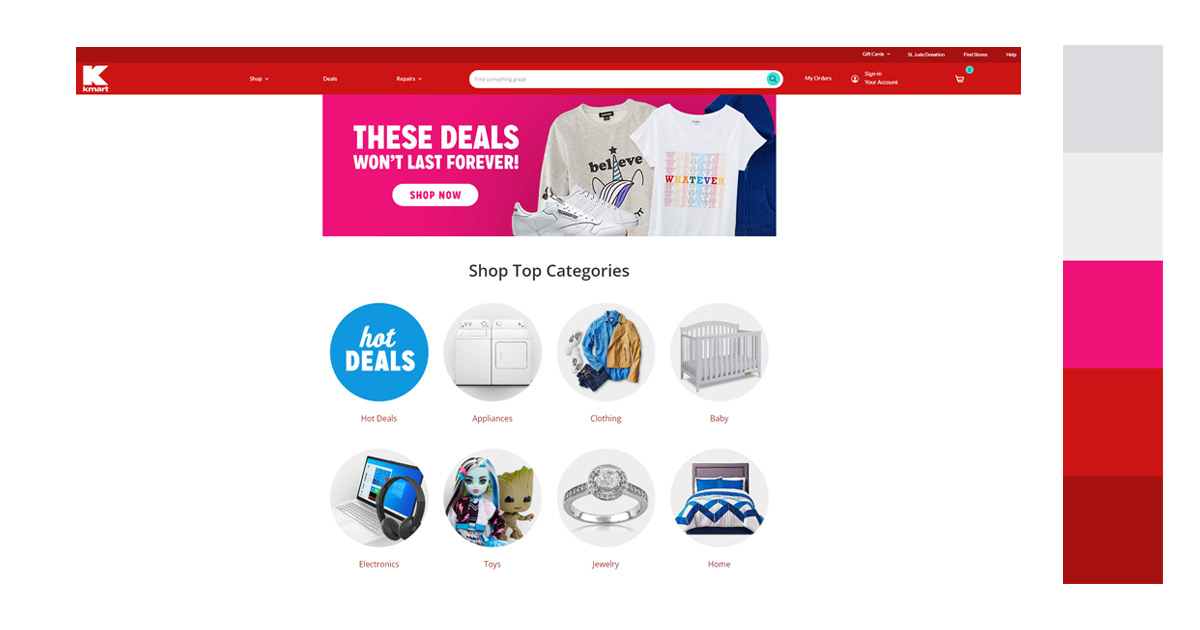 Gift Cards St. Jude Donation Find Stores Help
K
kmart
Shop Deals Repairs Find something great My Orders Sign-in
Your Account
0
THESE DEALS
WON'T LAST FOREVER!
SHOP NOW
believe
WHATEVER
Shop Top Categories
hot
DEALS
Hot Deals Appliances Clothing Baby
Electronics Toys Jewelry Home